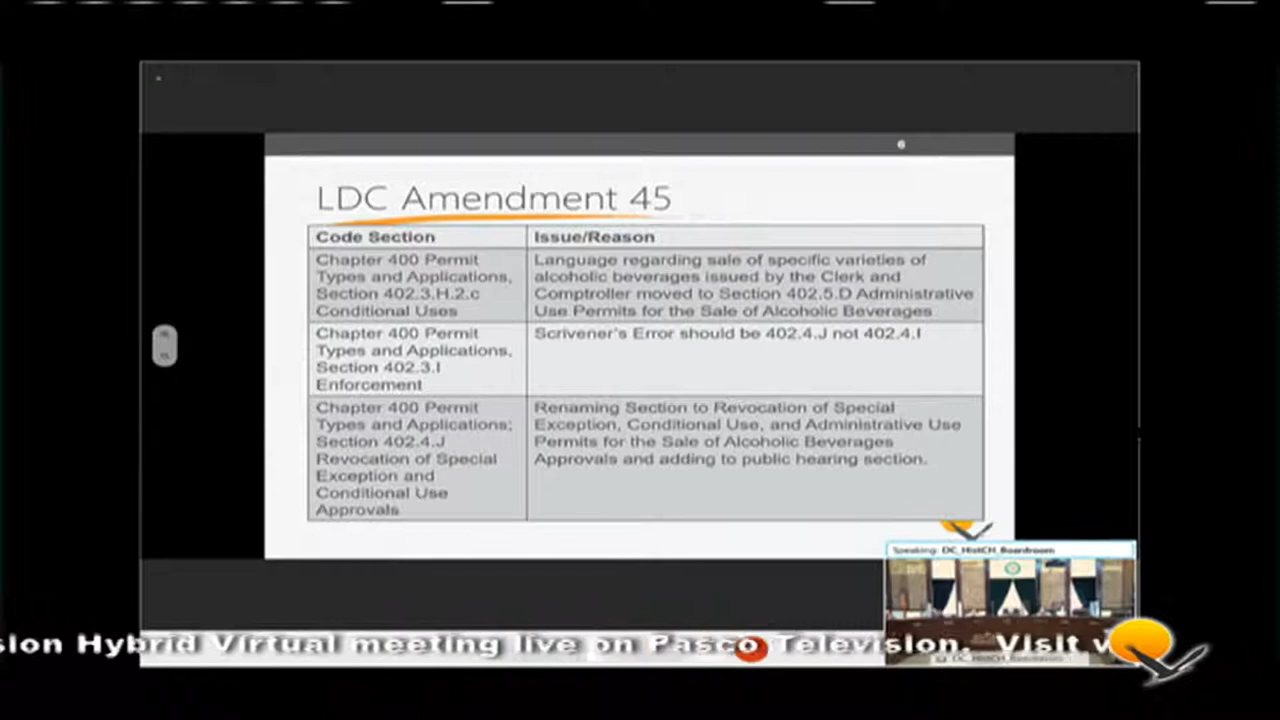 6
LDC Amendment 45
Code Section
Issue/Reason
Chapter 400 Permit
Types and Applications,
Section 402.3.H.2.c
Conditional Uses
Language regarding sale of specific varieties of
alcoholic beverages issued by the Clerk and
Comptroller moved to Section 402.5.D Administrative
Use Permits for the Sale of Alcoholic Beverages
Chapter 400 Permit
Types and Applications,
Section 402.3.I
Enforcement
Scrivener's Error should be 402.4.J not 402.4.I
Chapter 400 Permit
Types and Applications;
Section 402.4.J
Revocation of Special
Exception and
Conditional Use
Approvals
Renaming Section to Revocation of Special
Exception, Conditional Use, and Administrative Use
Permits for the Sale of Alcoholic Beverages
Approvals and adding to public hearing section.
Speaking: DC_HistCH_Boardroom
sion Hybrid Virtual meeting live on Pasco Television. Visit
DC_HistCH_Boardroom